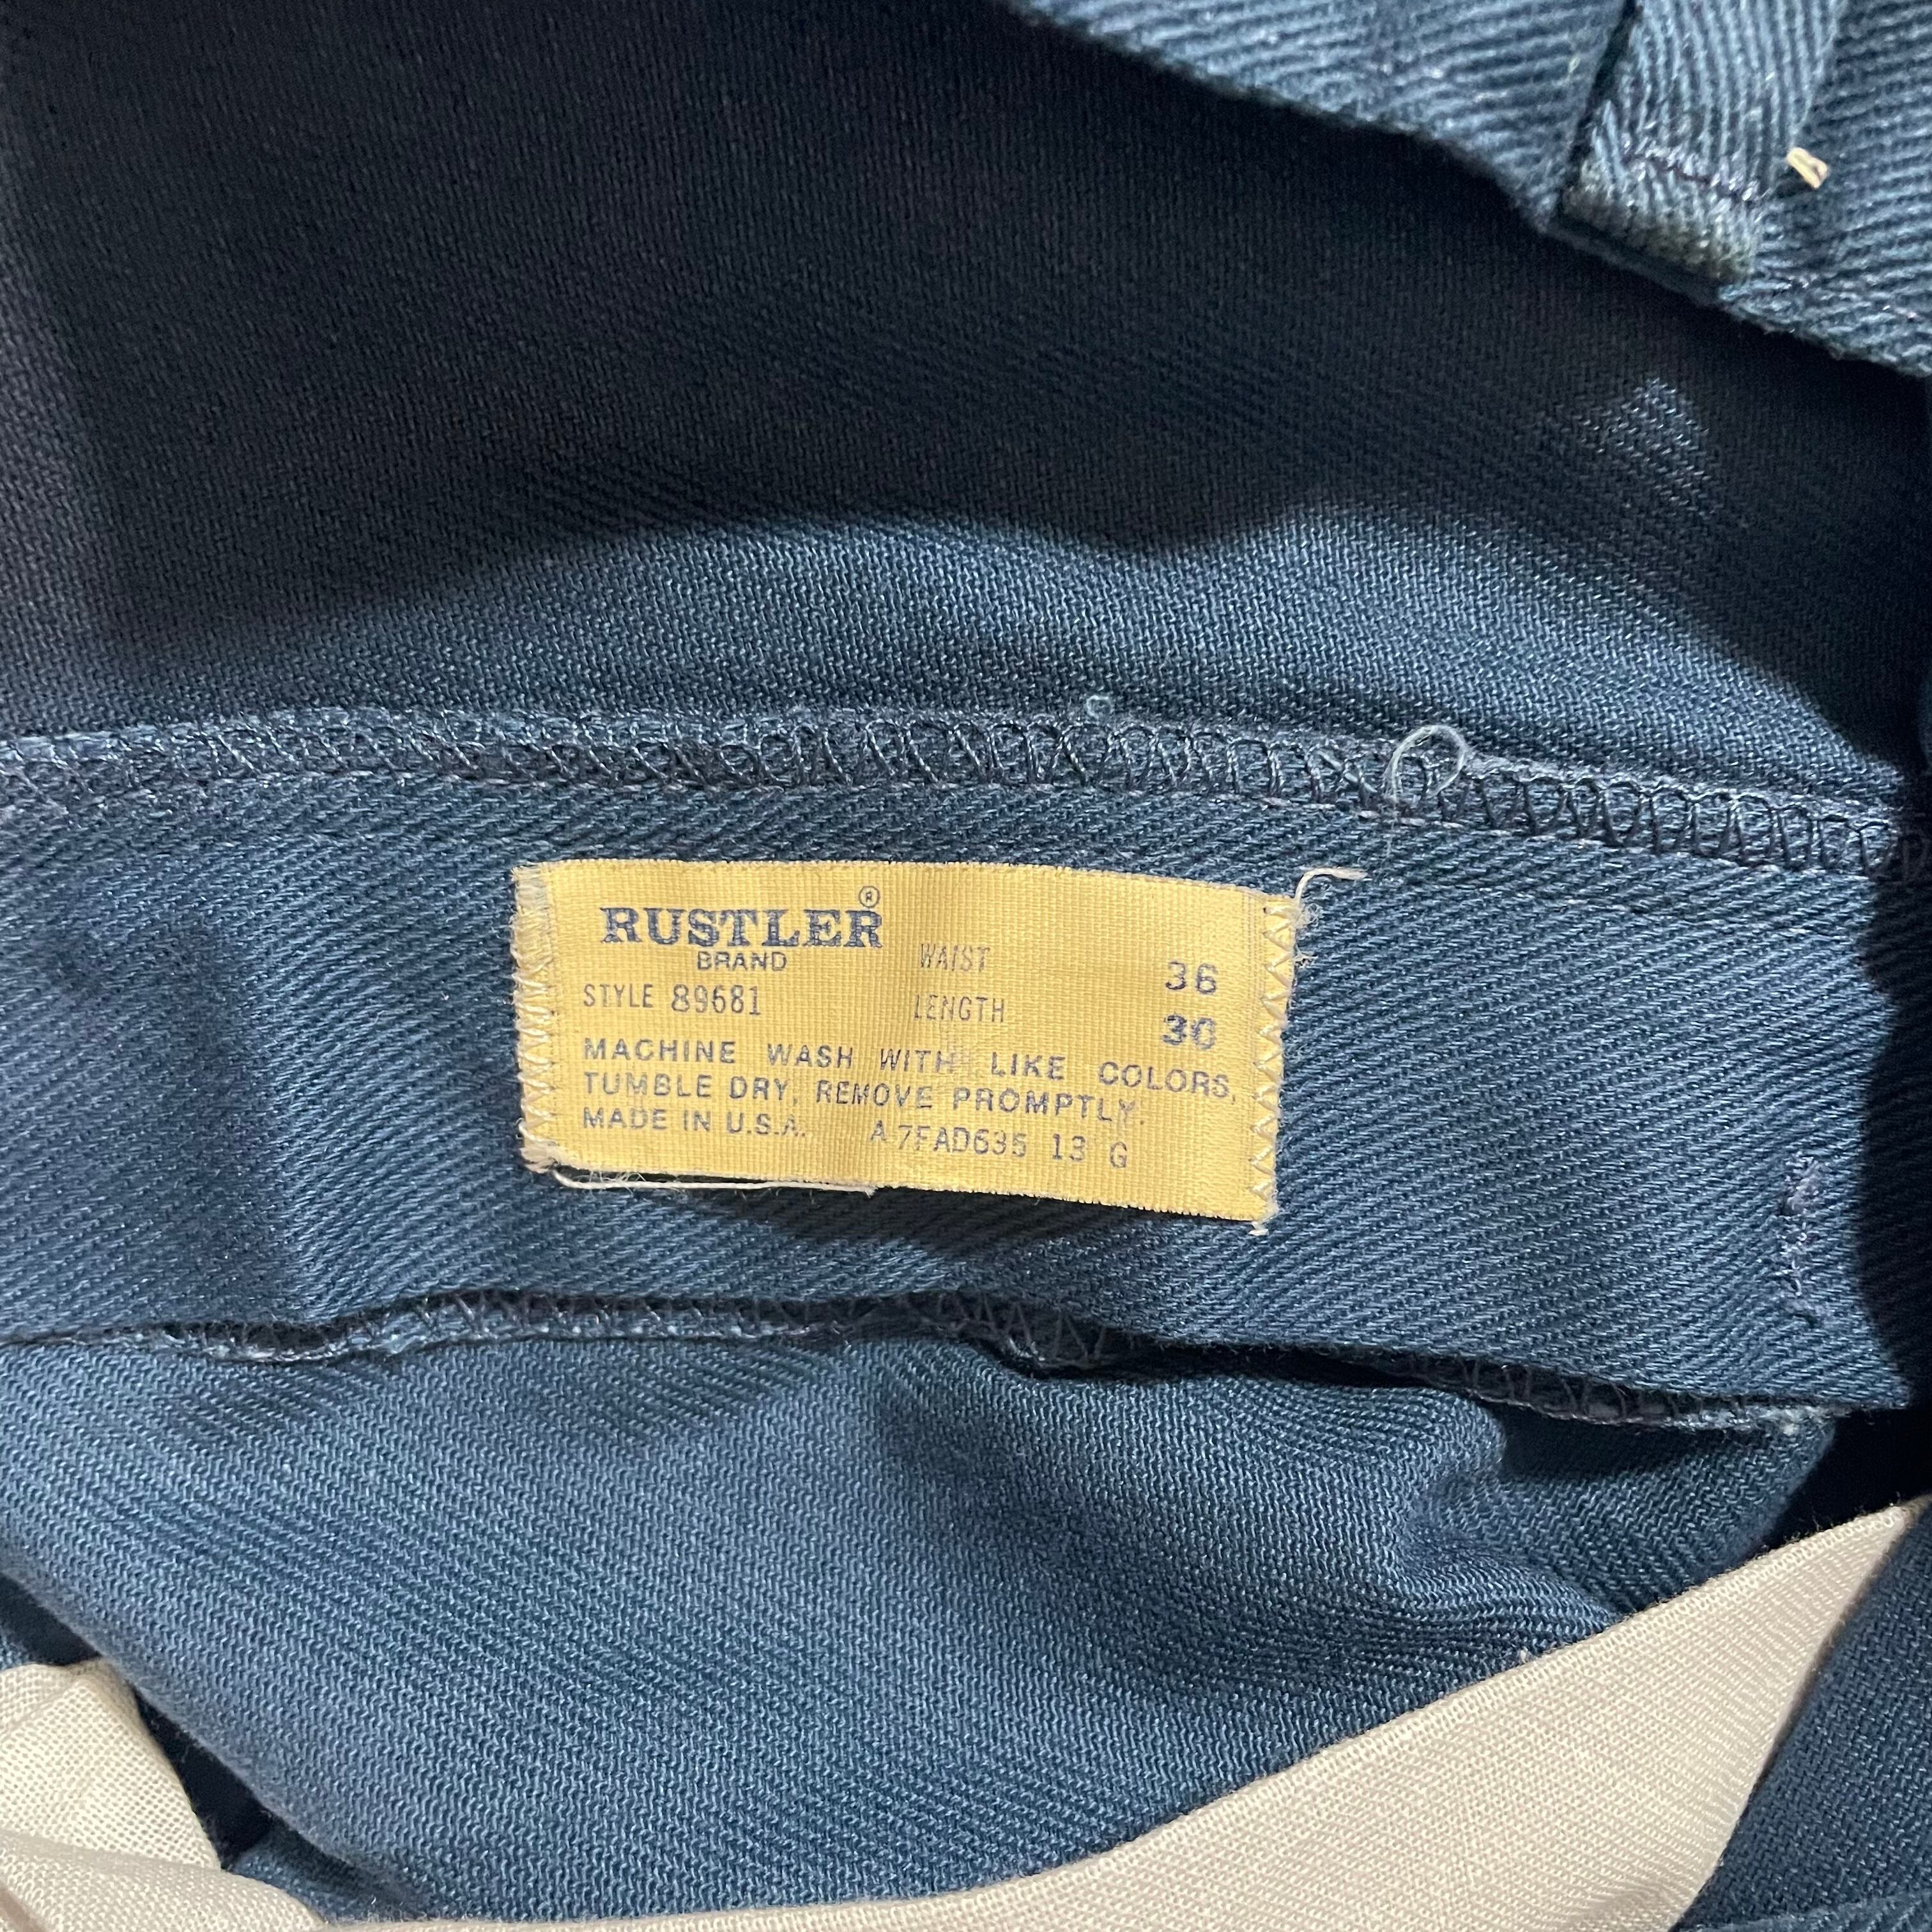 RUSTLER®
BRAND
WAIST 36
STYLE 89681
LENGTH 30
MACHINE WASH WITH LIKE COLORS,
TUMBLE DRY, REMOVE PROMPTLY.
MADE IN U.S.A. A 7FAD635 13 G